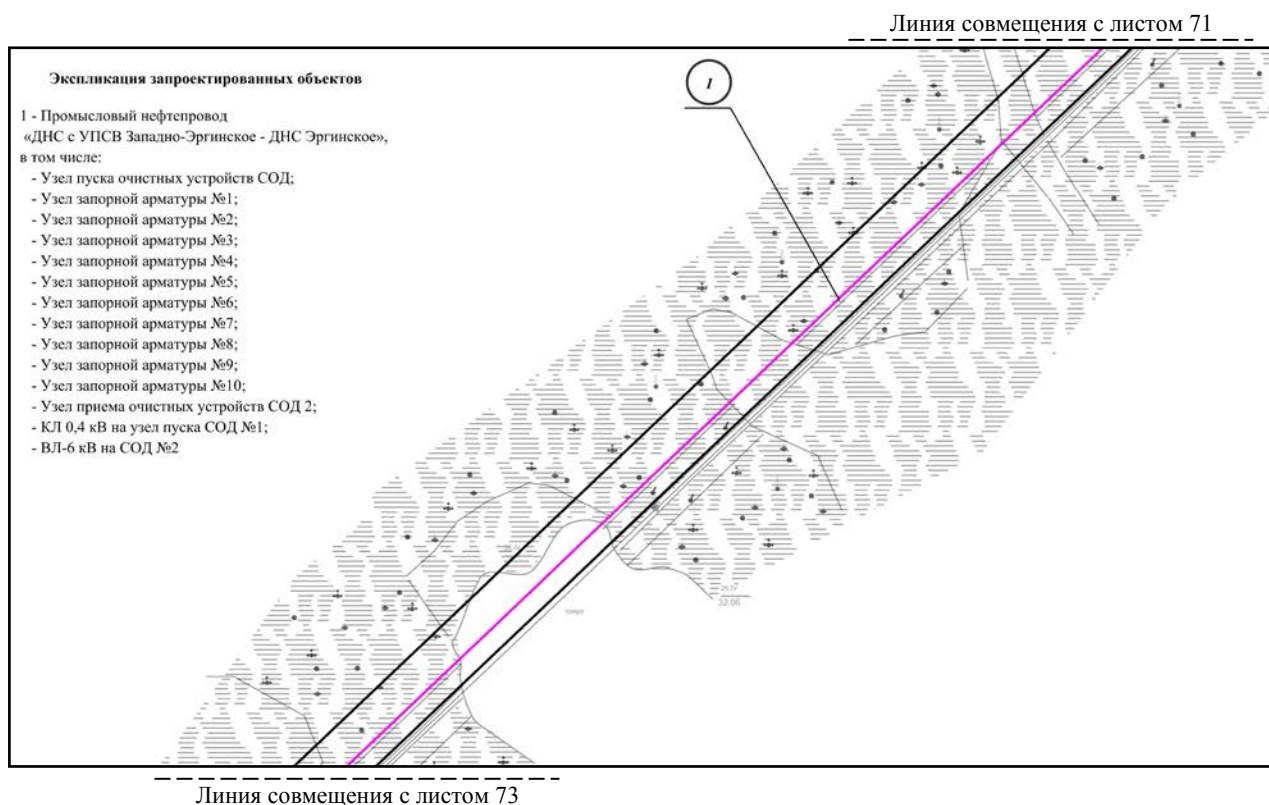 Линия совмещения с листом 71
Экспликация запроектированных объектов
1
1 - Промысловый нефтепровод
«ДНС с УПСВ Западно-Эргинское - ДНС Эргинское»,
в том числе:
- Узел пуска очистных устройств СОД;
- Узел запорной арматуры №1;
- Узел запорной арматуры №2;
- Узел запорной арматуры №3;
- Узел запорной арматуры №4;
- Узел запорной арматуры №5;
- Узел запорной арматуры №6;
- Узел запорной арматуры №7;
- Узел запорной арматуры №8;
- Узел запорной арматуры №9;
- Узел запорной арматуры №10;
- Узел приема очистных устройств СОД 2;
- КЛ 0,4 кВ на узел пуска СОД №1;
- ВЛ-6 кВ на СОД №2
32.06
Линия совмещения с листом 73